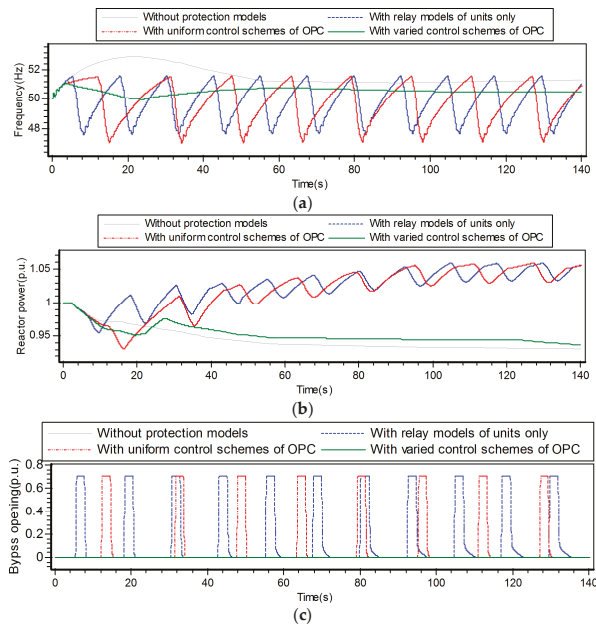 Without protection models
With relay models of units only
With uniform control schemes of OPC
With varied control schemes of OPC
Frequency(Hz)
52
50
48
0
20
40
60
80
100
120
140
Time(s)
(a)
Without protection models
With relay models of units only
With uniform control schemes of OPC
With varied control schemes of OPC
Reactor power(p.u.)
1.05
1
0.95
0
20
40
60
80
100
120
140
Time(s)
(b)
Without protection models
With relay models of units only
With uniform control schemes of OPC
With varied control schemes of OPC
Bypss opening(p.u.)
0.8
0.6
0.4
0.2
0
0
20
40
60
80
100
120
140
Time(s)
(c)